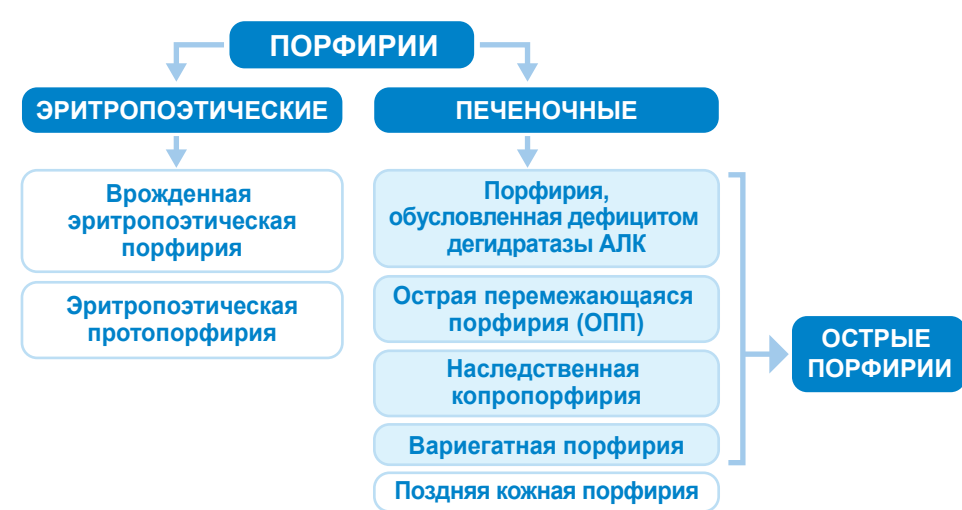 ПОРФИРИИ
ЭРИТРОПОЭТИЧЕСКИЕ
Врожденная
эритропоэтическая
порфирия
Эритропоэтическая
протопорфирия
ПЕЧЕНОЧНЫЕ
Порфирия,
обусловленная дефицитом
дегидратазы АЛК
Острая перемежающаяся
порфирия (ОПП)
Наследственная
копропорфирия
Вариегатная порфирия
Поздняя кожная порфирия
ОСТРЫЕ
ПОРФИРИИ